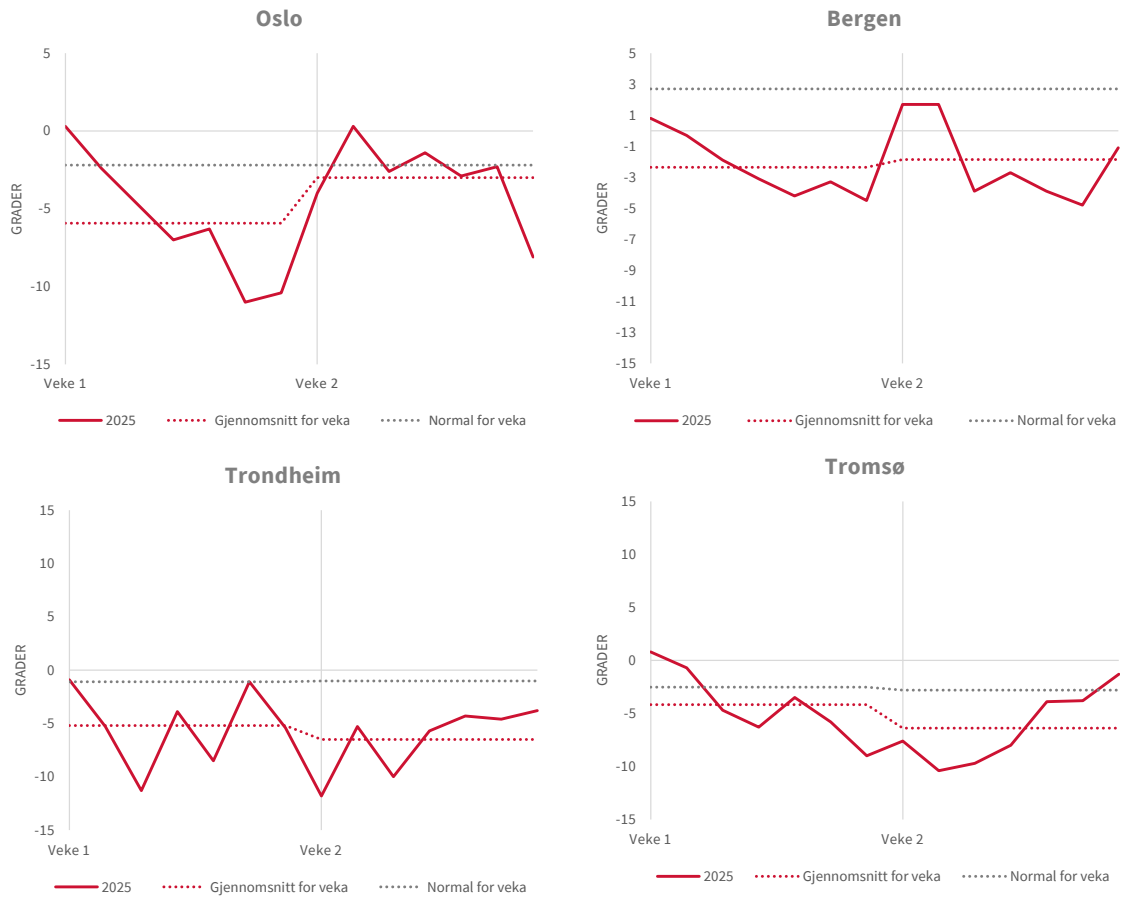 Oslo
5
0
-5
-10
-15
GRADER
Veke 1
Veke 2
2025
Gjennomsnitt for veka
Normal for veka
Bergen
5
3
1
-1
-3
-5
-7
-9
-11
-13
-15
GRADER
Veke 1
Veke 2
2025
Gjennomsnitt for veka
Normal for veka
Trondheim
15
10
5
0
-5
-10
-15
GRADER
Veke 1
Veke 2
2025
Gjennomsnitt for veka
Normal for veka
Tromsø
15
10
5
0
-5
-10
-15
GRADER
Veke 1
Veke 2
2025
Gjennomsnitt for veka
Normal for veka